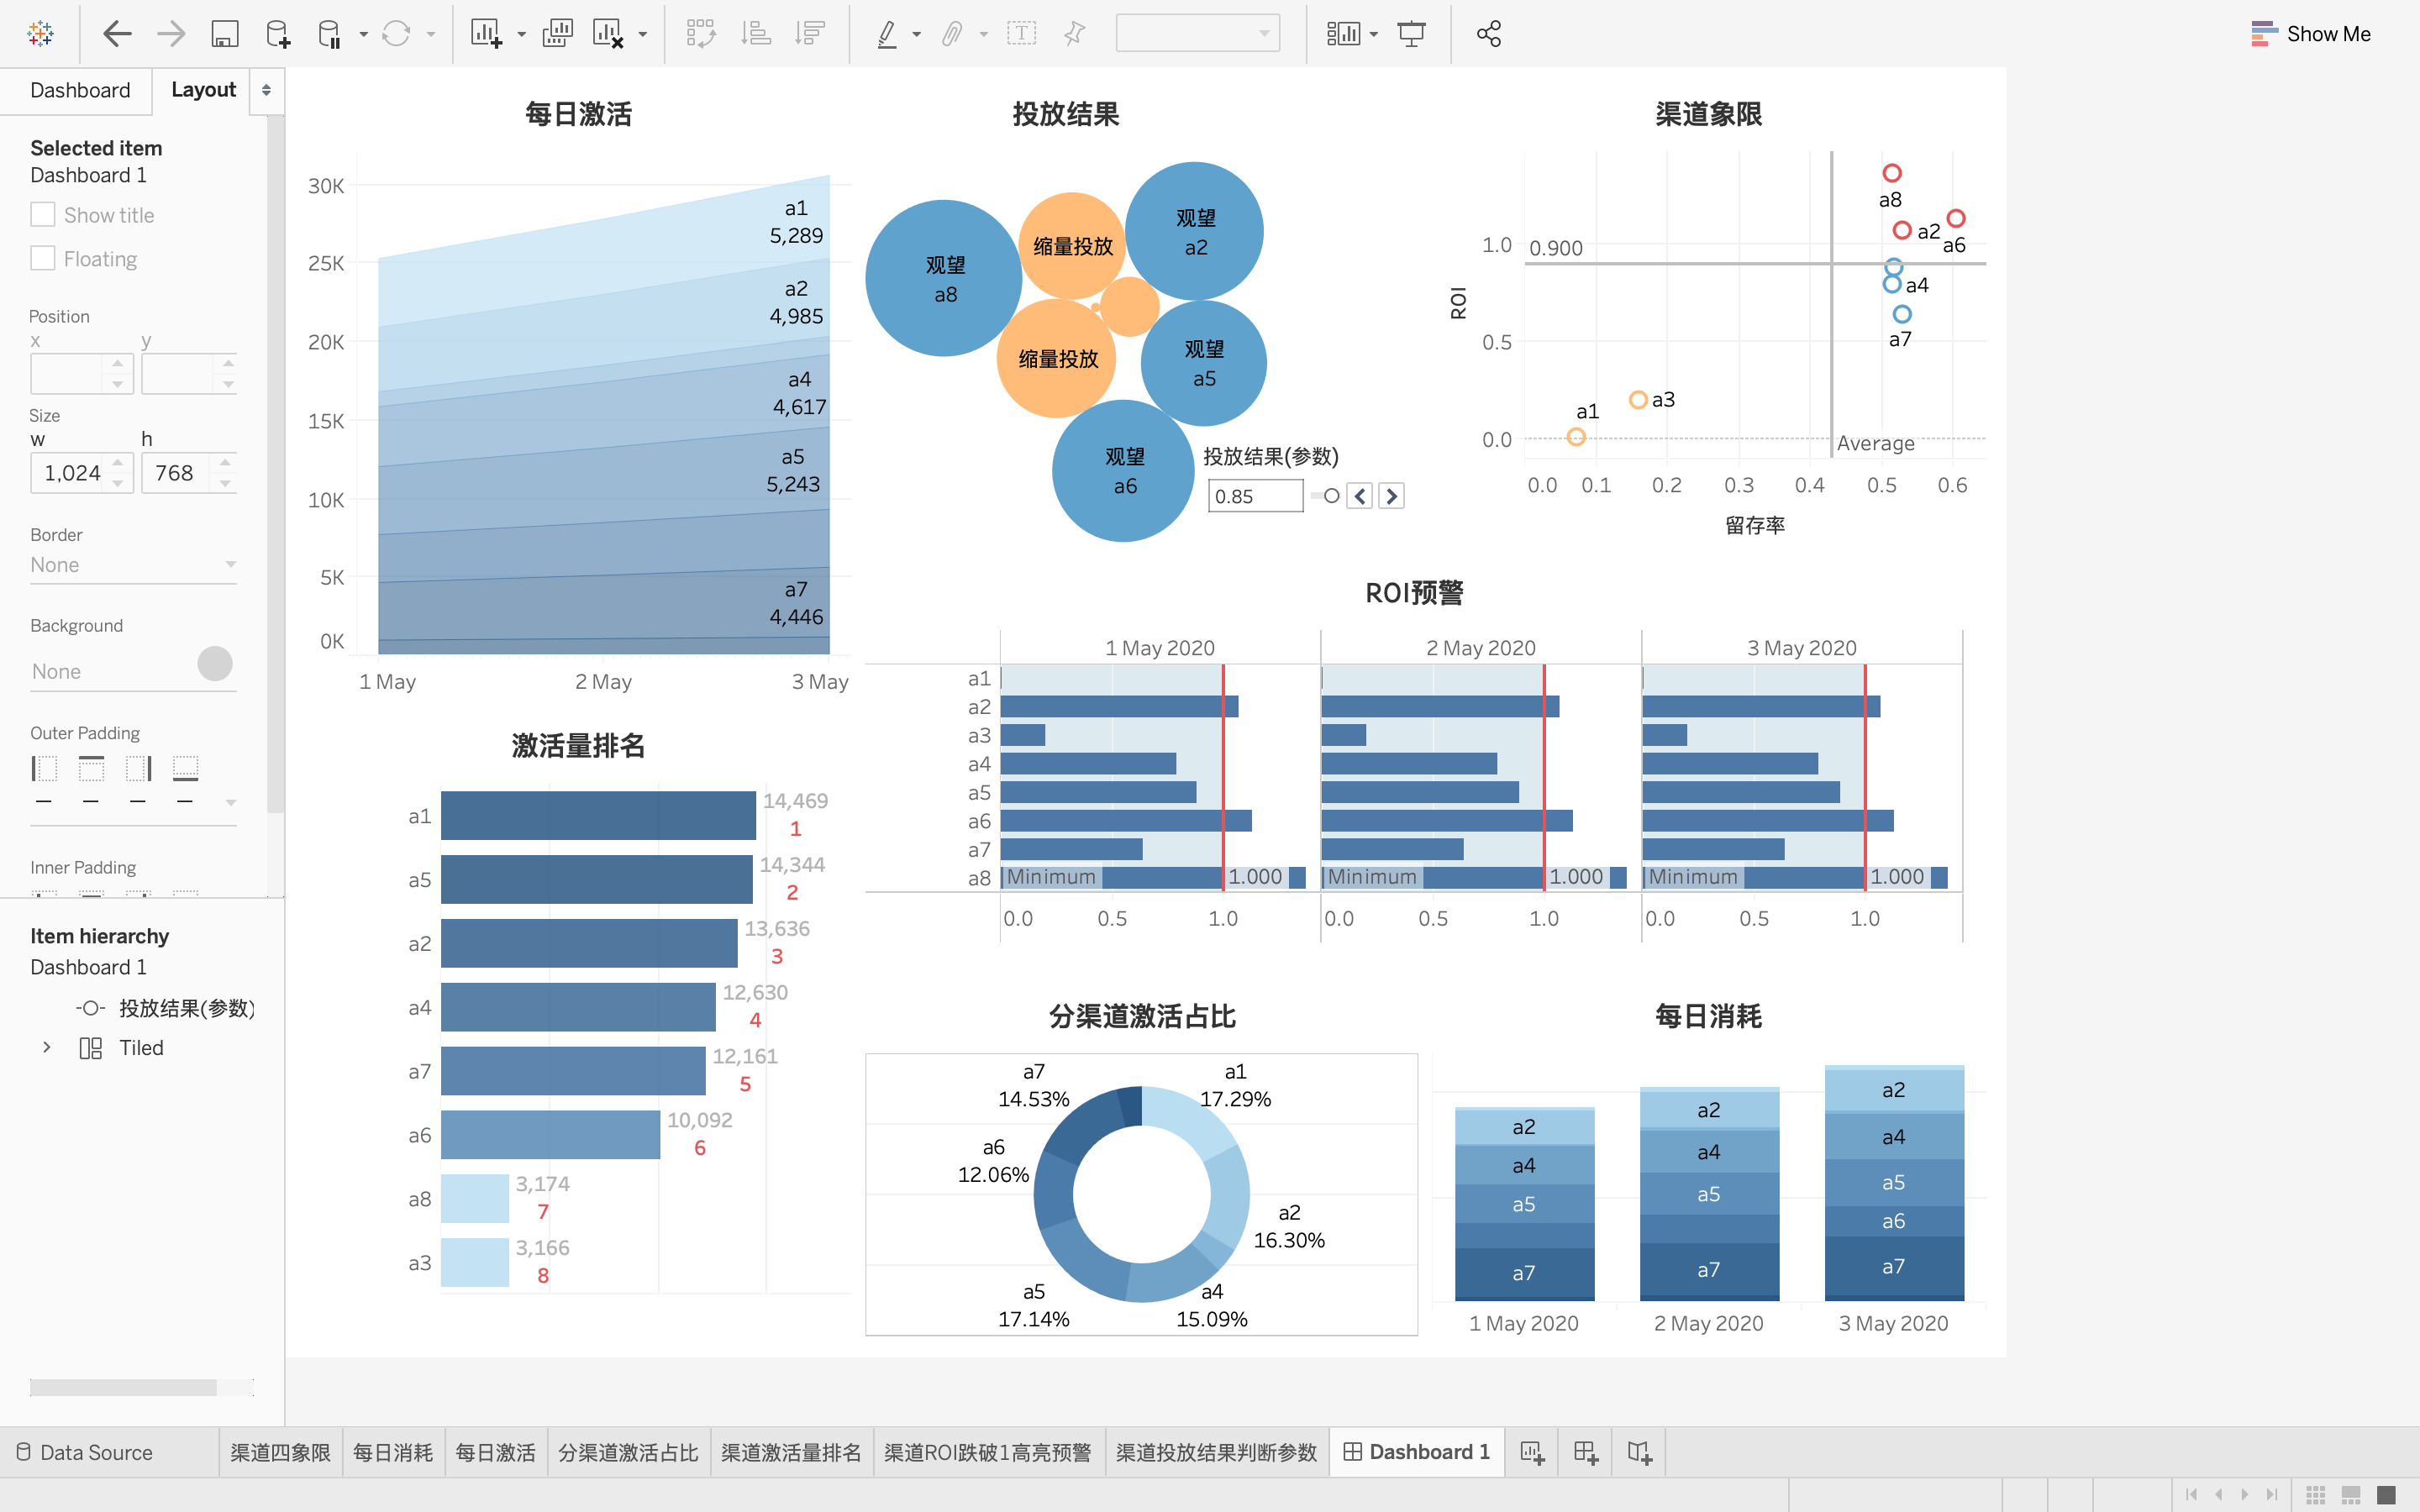 Show Me
Dashboard
Layout
Selected item
Dashboard 1
Show title
Floating
Position
x
y
Size
w
h
1,024
768
Border
None
Background
None
Outer Padding
Inner Padding
Item hierarchy
Dashboard 1
投放结果(参数)
Tiled
每日激活
30K
25K
20K
15K
10K
5K
0K
a1
5,289
a2
4,985
a4
4,617
a5
5,243
a7
4,446
1 May
2 May
3 May
投放结果
观望
a8
缩量投放
观望
a2
缩量投放
观望
a5
观望
a6
投放结果(参数)
0.85
渠道象限
ROI
1.0
0.5
0.0
0.900
a8
a2
a6
a4
a7
a3
a1
Average
0.0
0.1
0.2
0.3
0.4
0.5
0.6
留存率
ROI预警
1 May 2020
2 May 2020
3 May 2020
a1
a2
a3
a4
a5
a6
a7
a8
Minimum
1.000
Minimum
1.000
Minimum
1.000
0.0
0.5
1.0
0.0
0.5
1.0
0.0
0.5
1.0
激活量排名
a1
14,469
1
a5
14,344
2
a2
13,636
3
a4
12,630
4
a7
12,161
5
a6
10,092
6
a8
3,174
7
a3
3,166
8
分渠道激活占比
a7
14.53%
a1
17.29%
a6
12.06%
a2
16.30%
a5
17.14%
a4
15.09%
每日消耗
a2
a4
a5
a7
a2
a4
a5
a7
a2
a4
a5
a6
a7
1 May 2020
2 May 2020
3 May 2020
Data Source
渠道四象限
每日消耗
每日激活
分渠道激活占比
渠道激活量排名
渠道ROI跌破1高亮预警
渠道投放结果判断参数
Dashboard 1